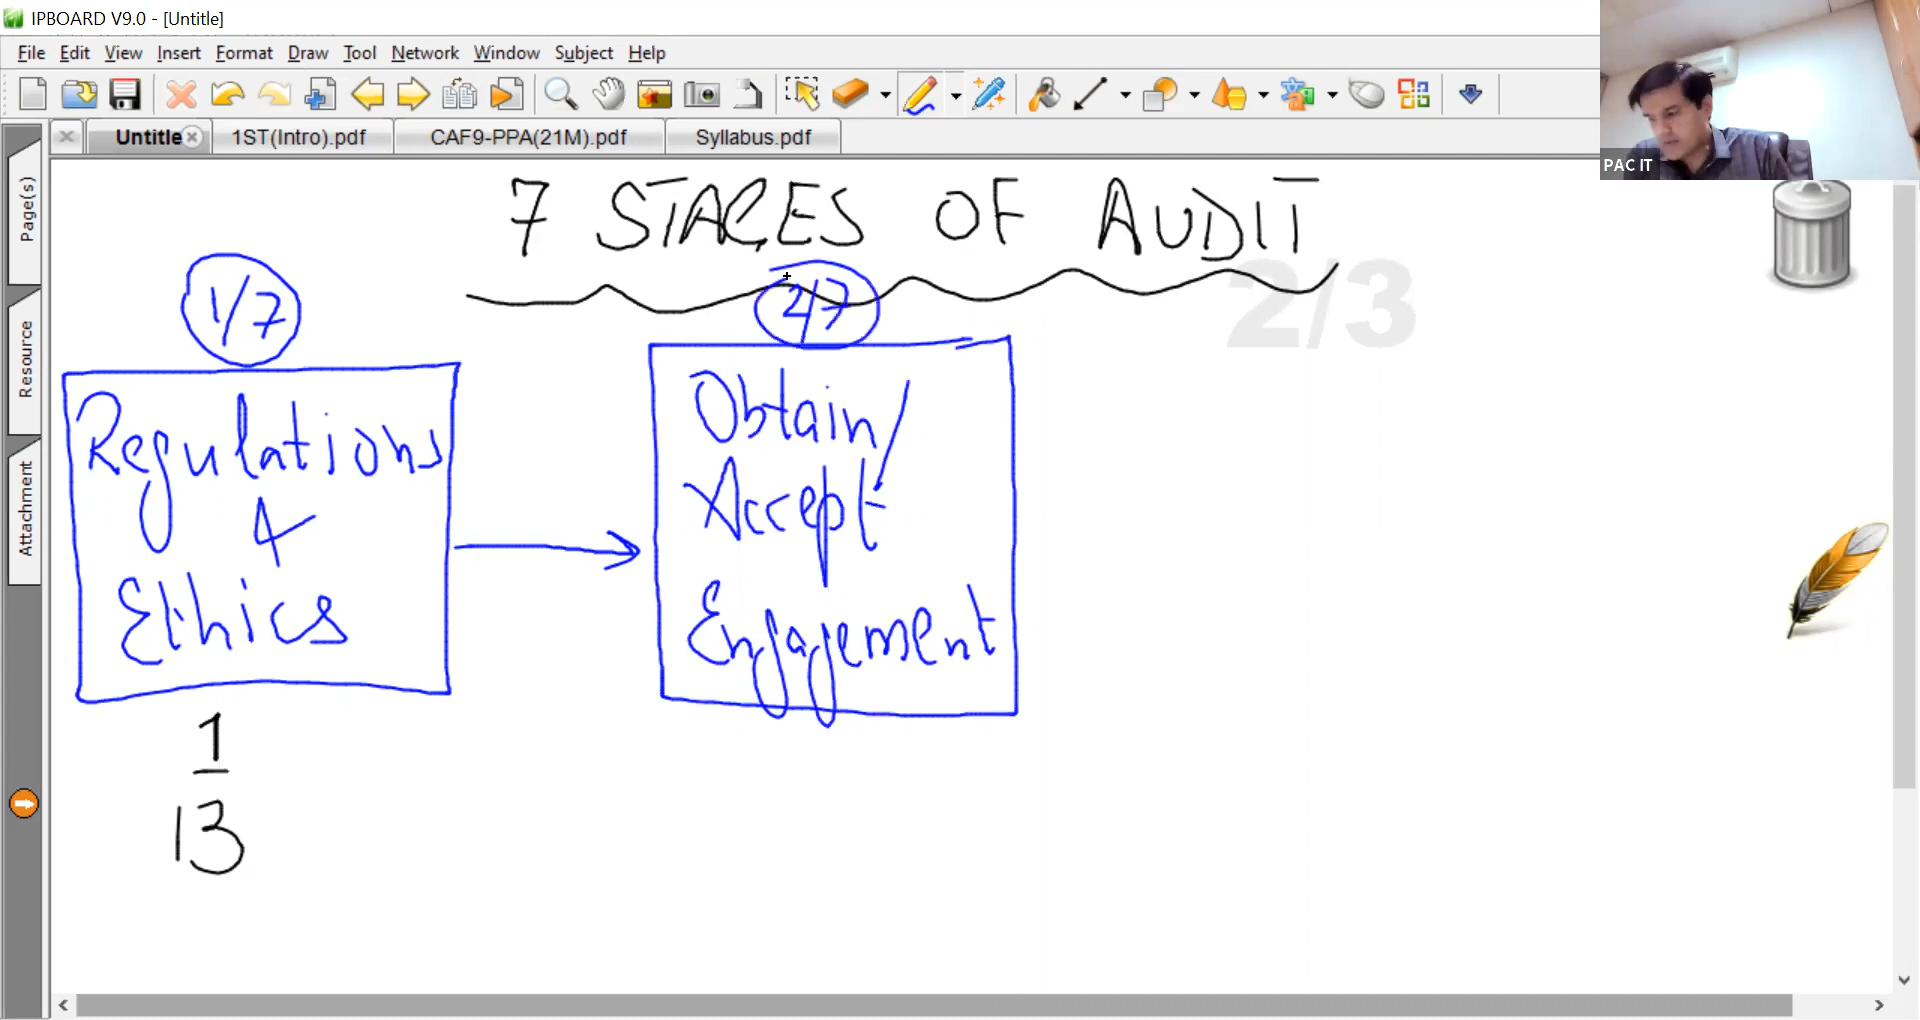 IPBOARD V9.0 - [Untitle]
File Edit View Insert Format Draw Tool Network Window Subject Help
PAC IT
Untitle 1ST(Intro).pdf CAF9-PPA(21M).pdf Syllabus.pdf
Page(s)
Resource
Attachment
7 STAGES OF AUDIT
2/3
1/7
Regulations
&
Ethics
1
13
2/7
Obtain/
Accept
Engagement